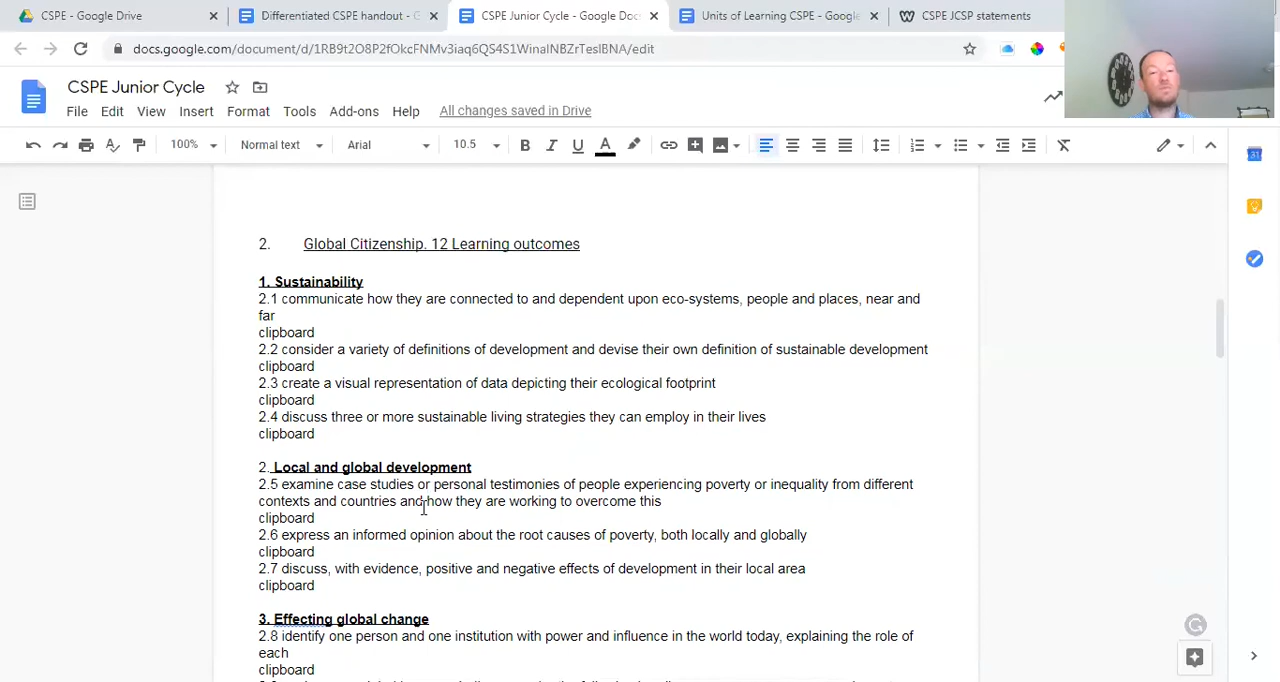 CSPE - Google Drive
Differentiated CSPE handout - G
CSPE Junior Cycle - Google Doc
Units of Learning CSPE - Google
CSPE JCSP statements
docs.google.com/document/d/1RB9t2O8P2fOkcFNMv3iaq6QS4S1WinaINBZrTesIBNA/edit
CSPE Junior Cycle
File Edit View Insert Format Tools Add-ons Help All changes saved in Drive
100% Normal text Arial 10.5 B I U A
31
2. Global Citizenship. 12 Learning outcomes
1. Sustainability
2.1 communicate how they are connected to and dependent upon eco-systems, people and places, near and
far
clipboard
2.2 consider a variety of definitions of development and devise their own definition of sustainable development
clipboard
2.3 create a visual representation of data depicting their ecological footprint
clipboard
2.4 discuss three or more sustainable living strategies they can employ in their lives
clipboard
2. Local and global development
2.5 examine case studies or personal testimonies of people experiencing poverty or inequality from different
contexts and countries and how they are working to overcome this
clipboard
2.6 express an informed opinion about the root causes of poverty, both locally and globally
clipboard
2.7 discuss, with evidence, positive and negative effects of development in their local area
clipboard
3. Effecting global change
2.8 identify one person and one institution with power and influence in the world today, explaining the role of
each
clipboard